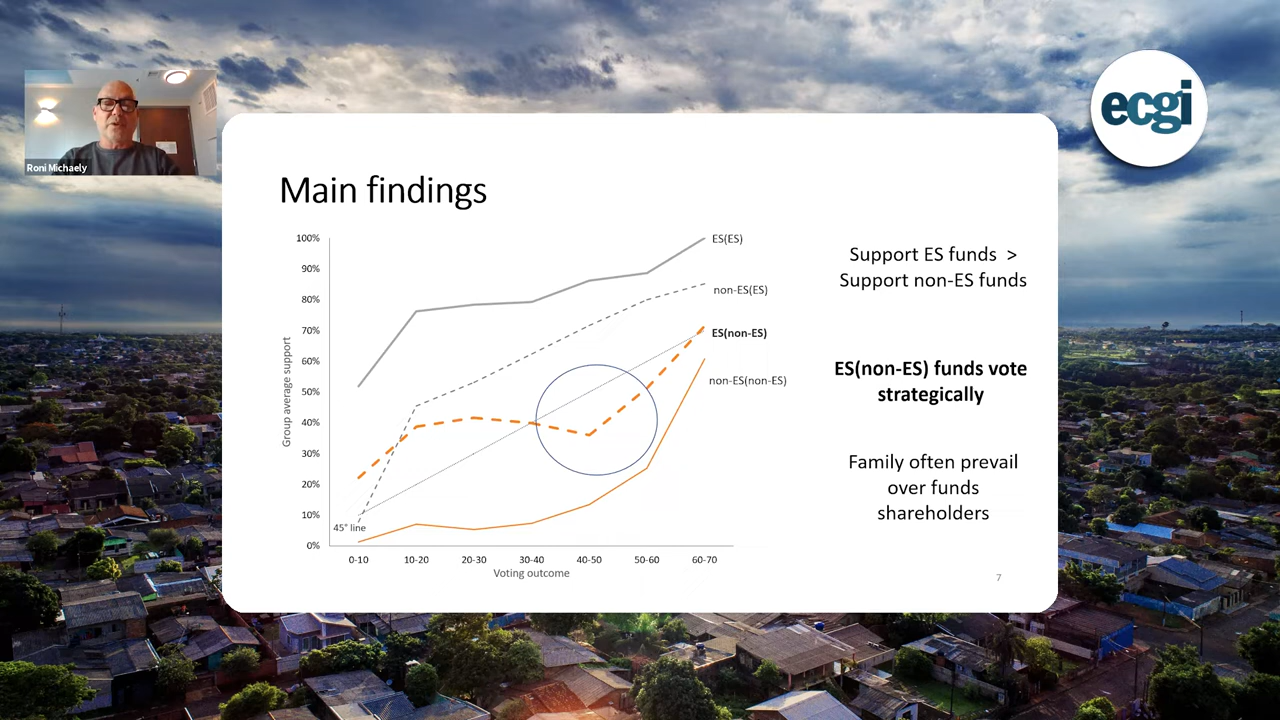 ecgi
Roni Michaely
Main findings
100%
90%
80%
70%
60%
50%
40%
30%
20%
10%
0%
Group average support
ES(ES)
non-ES(ES)
ES(non-ES)
non-ES(non-ES)
45° line
0-10
10-20
20-30
30-40
40-50
50-60
60-70
Voting outcome
Support ES funds >
Support non-ES funds
ES(non-ES) funds vote
strategically
Family often prevail
over funds
shareholders
7